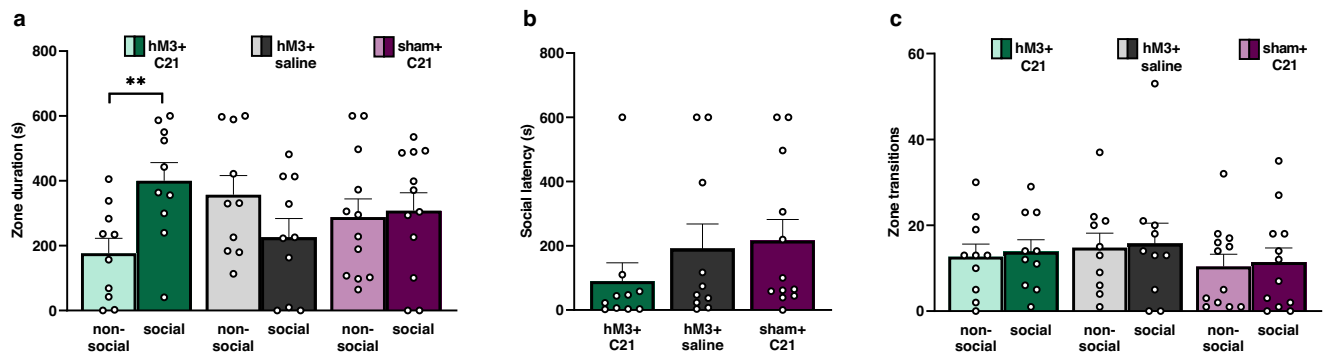 a
hM3+
C21
hM3+
saline
sham+
C21
800
600
400
200
0
Zone duration (s)
**
non-
social
social
non-
social
social
non-
social
social
b
800
600
400
200
0
Social latency (s)
hM3+
C21
hM3+
saline
sham+
C21
c
hM3+
C21
hM3+
saline
sham+
C21
60
40
20
0
Zone transitions
non-
social
social
non-
social
social
non-
social
social